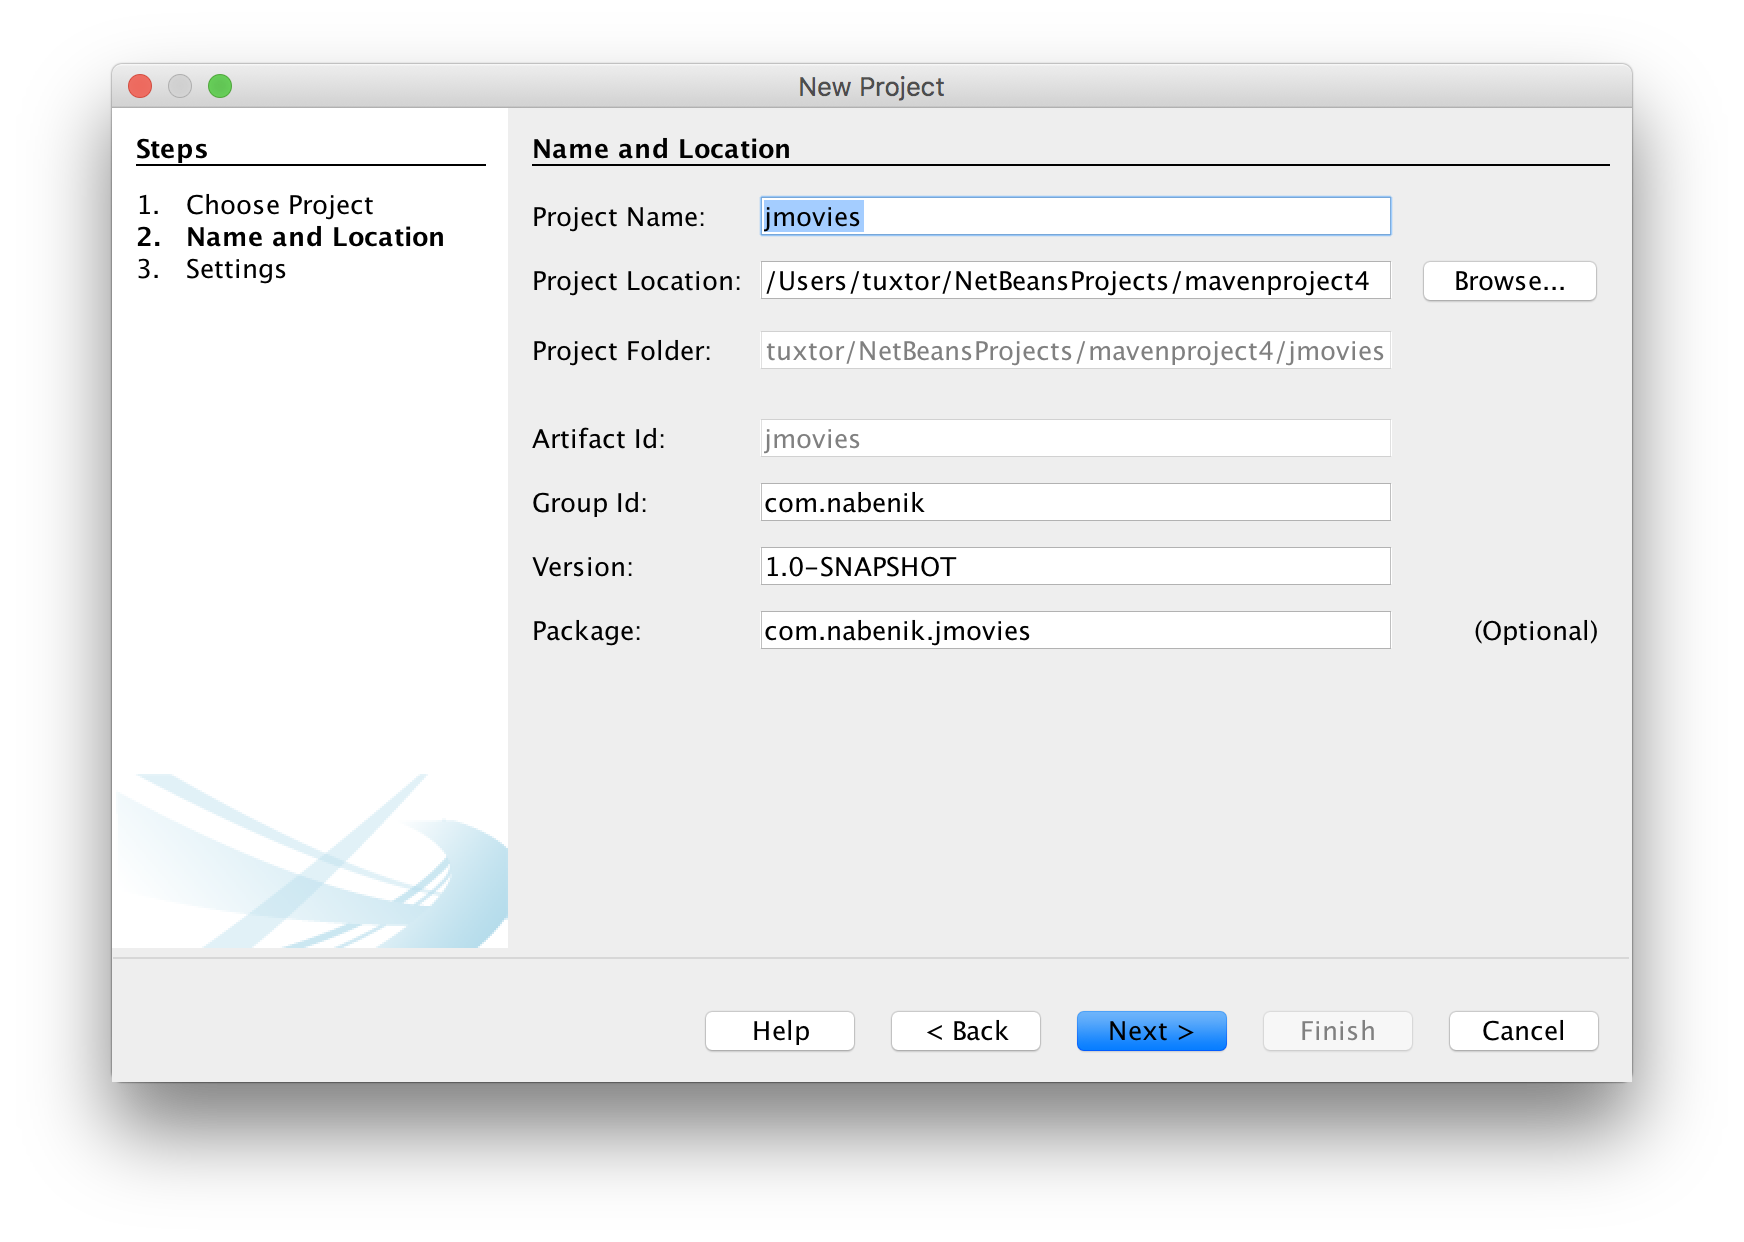 New Project
Steps
1. Choose Project
2. Name and Location
3. Settings
Name and Location
Project Name: jmovies
Project Location: /Users/tuxtor/NetBeansProjects/mavenproject4 Browse...
Project Folder: tuxtor/NetBeansProjects/mavenproject4/jmovies
Artifact Id: jmovies
Group Id: com.nabenik
Version: 1.0-SNAPSHOT
Package: com.nabenik.jmovies (Optional)
Help < Back Next > Finish Cancel